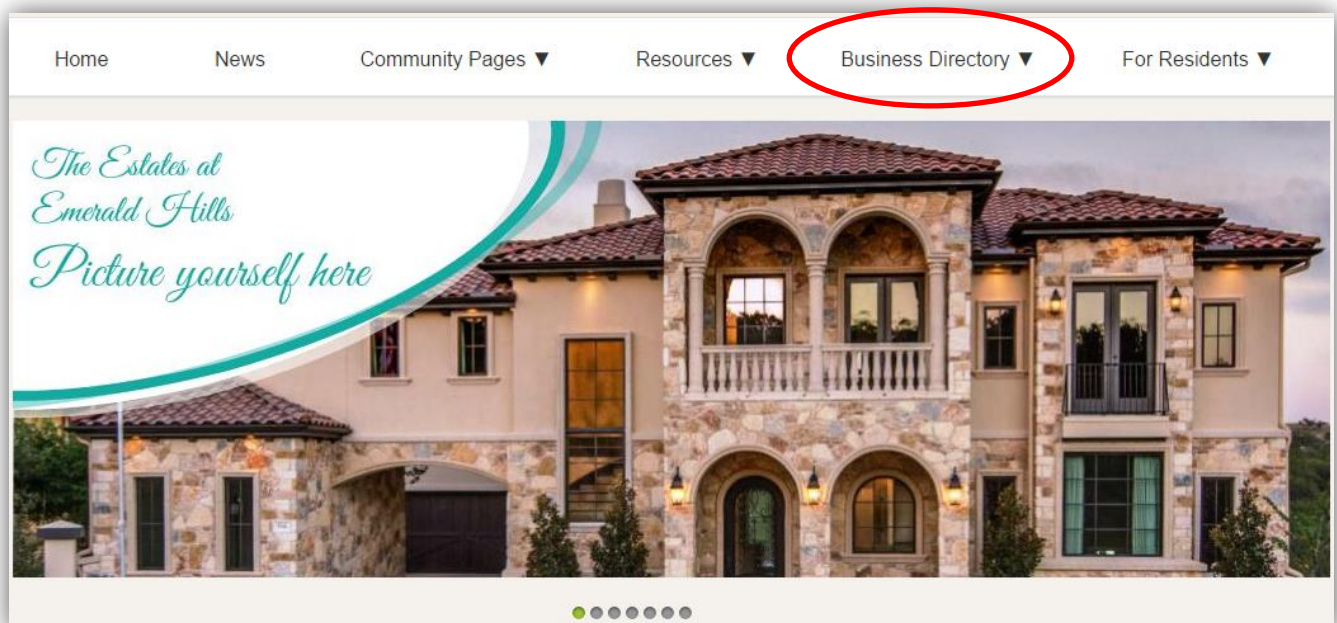 Home News Community Pages ▼ Resources ▼ Business Directory ▼ For Residents ▼
The Estates at
Emerald Hills
Picture yourself here